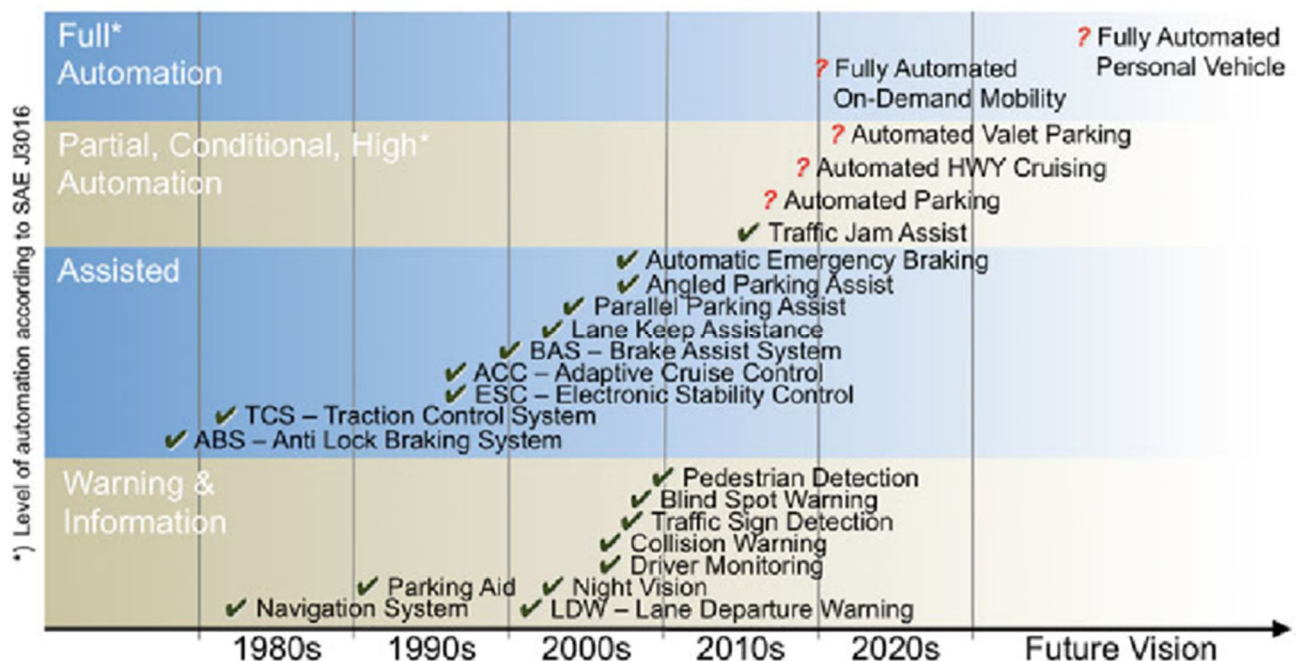 Full*
Automation
? Fully Automated
Personal Vehicle
? Fully Automated
On-Demand Mobility
Partial, Conditional, High*
Automation
? Automated Valet Parking
? Automated HWY Cruising
? Automated Parking
✔ Traffic Jam Assist
Assisted
✔ Automatic Emergency Braking
✔ Angled Parking Assist
✔ Parallel Parking Assist
✔ Lane Keep Assistance
✔ BAS – Brake Assist System
✔ ACC – Adaptive Cruise Control
✔ ESC – Electronic Stability Control
✔ TCS – Traction Control System
✔ ABS – Anti Lock Braking System
Warning &
Information
✔ Pedestrian Detection
✔ Blind Spot Warning
✔ Traffic Sign Detection
✔ Collision Warning
✔ Driver Monitoring
✔ Parking Aid ✔ Night Vision
✔ Navigation System ✔ LDW – Lane Departure Warning
1980s 1990s 2000s 2010s 2020s Future Vision
*) Level of automation according to SAE J3016